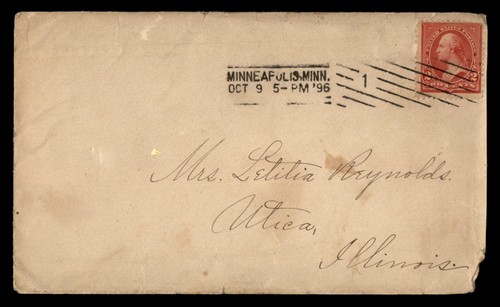 MINNEAPOLIS, MINN.
OCT 9 5-PM '96
1
Mrs. Letitia Reynolds.
Utica,
Illinois.